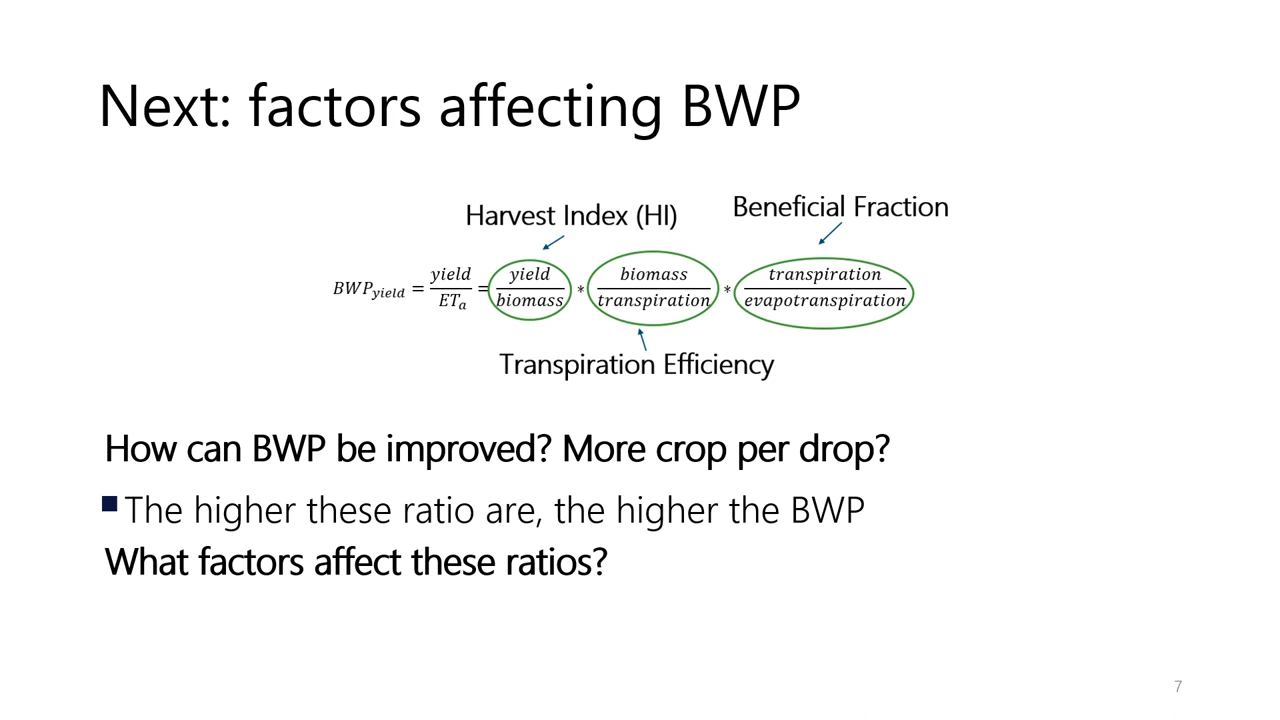 Next: factors affecting BWP
Harvest Index (HI)
Beneficial Fraction
BWP_yield = yield/ET_a = yield/biomass * biomass/transpiration * transpiration/evapotranspiration
Transpiration Efficiency
How can BWP be improved? More crop per drop?
■ The higher these ratio are, the higher the BWP
What factors affect these ratios?
7